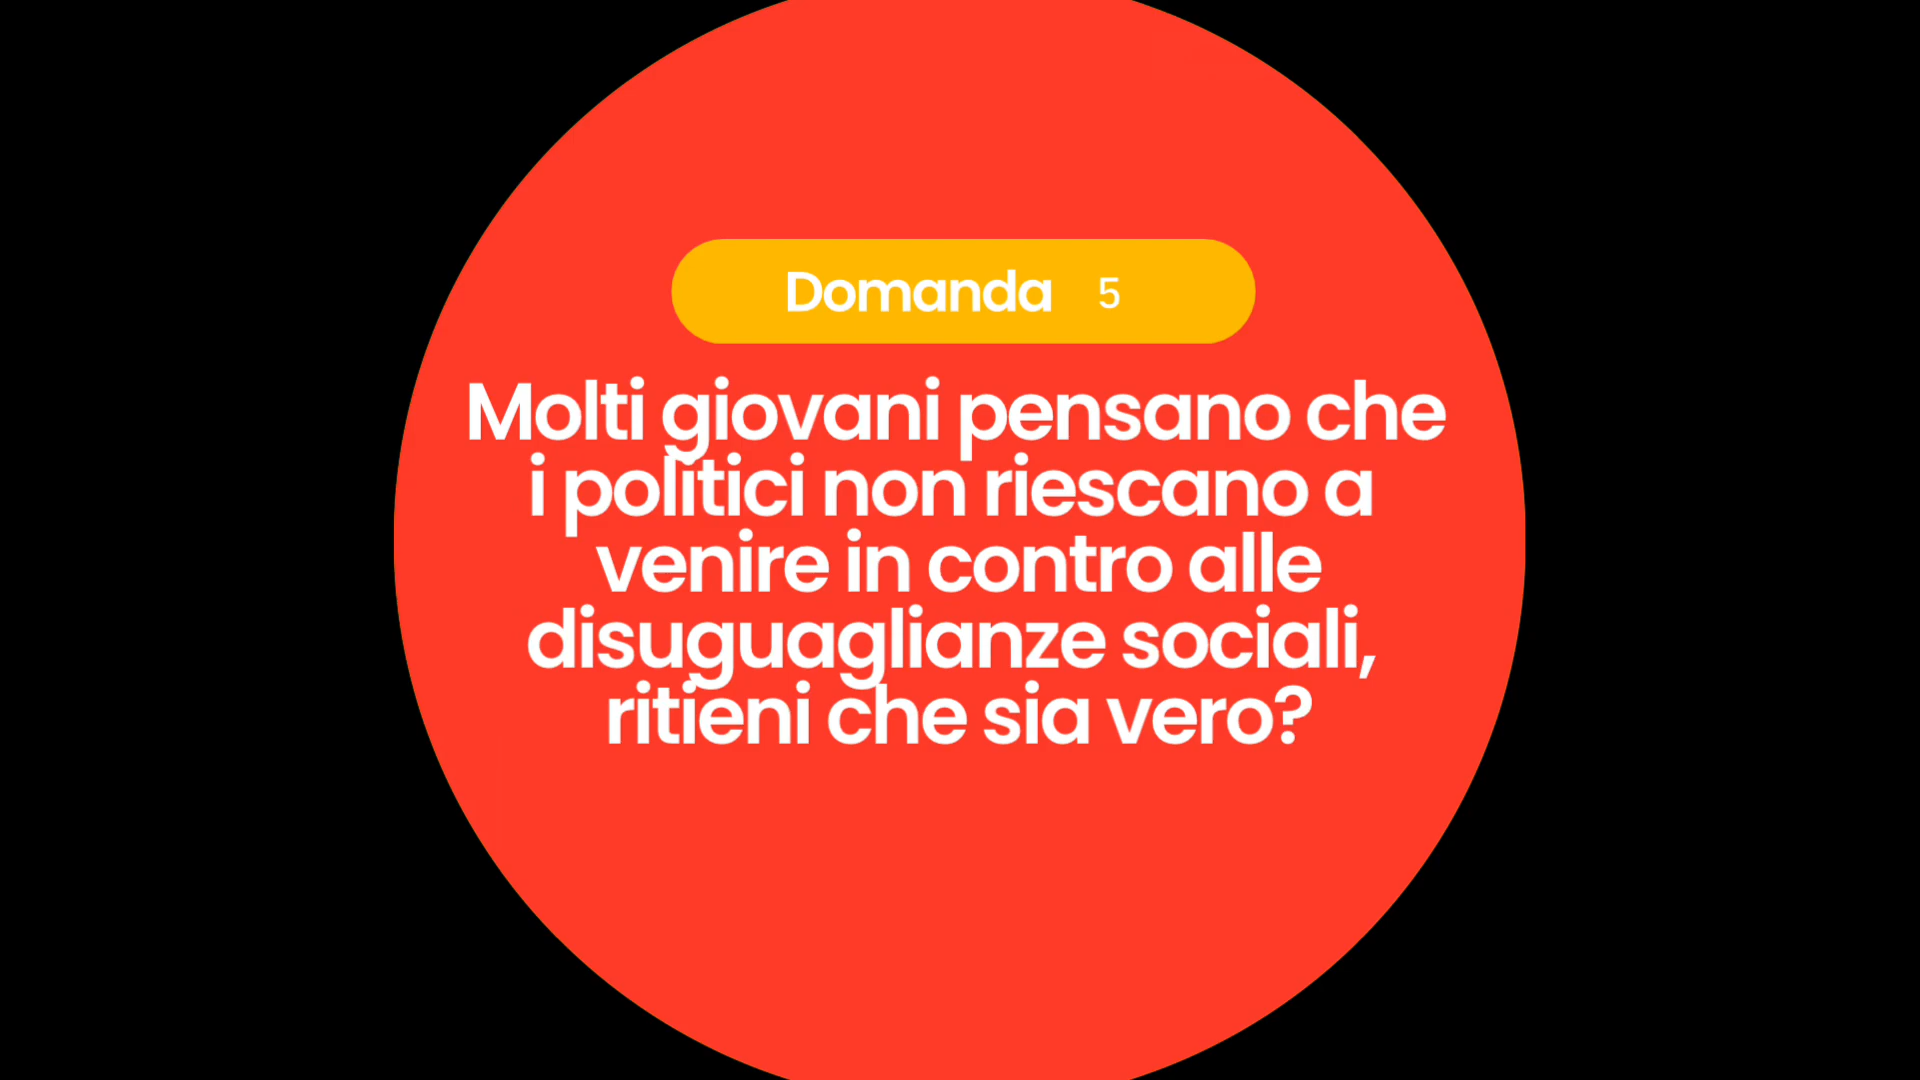 Domanda 5
Molti giovani pensano che
i politici non riescano a
venire in contro alle
disuguaglianze sociali,
ritieni che sia vero?